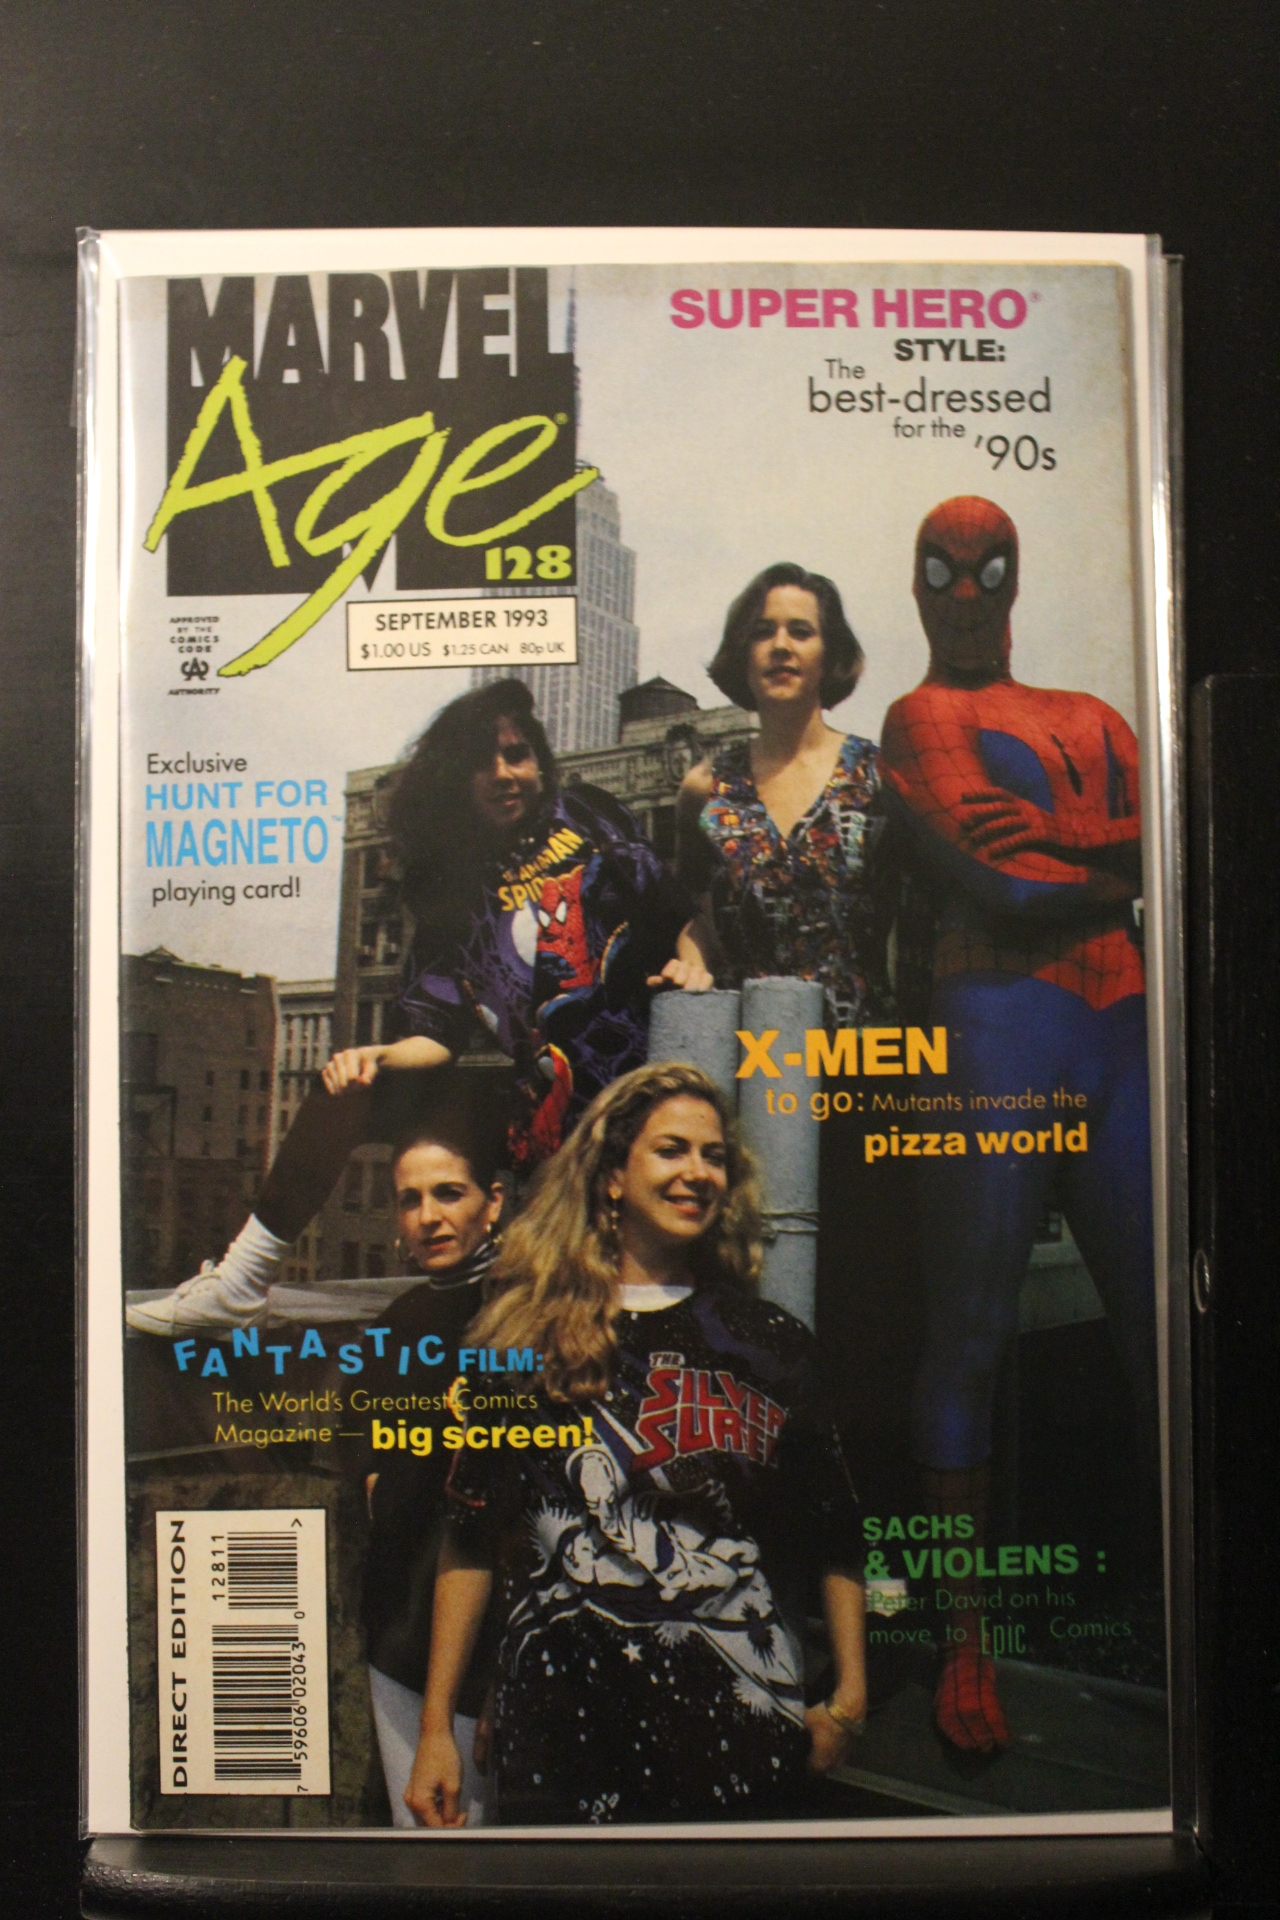 MARVEL
Age®
128
SEPTEMBER 1993
$1.00 US $1.25 CAN 80p UK
APPROVED
BY THE
COMICS
CODE
CA
AUTHORITY
SUPER HERO®
STYLE:
The
best-dressed
for the
'90s
Exclusive
HUNT FOR
MAGNETO™
playing card!
SPIDER-MAN
X-MEN
to go: Mutants invade the
pizza world
FANTASTIC FILM:
The World's Greatest Comics
Magazine — big screen!
THE
SILVER
SURFER
SACHS
& VIOLENS :
Peter David on his
move to Epic Comics
DIRECT EDITION
12811
7 59606 02043 0